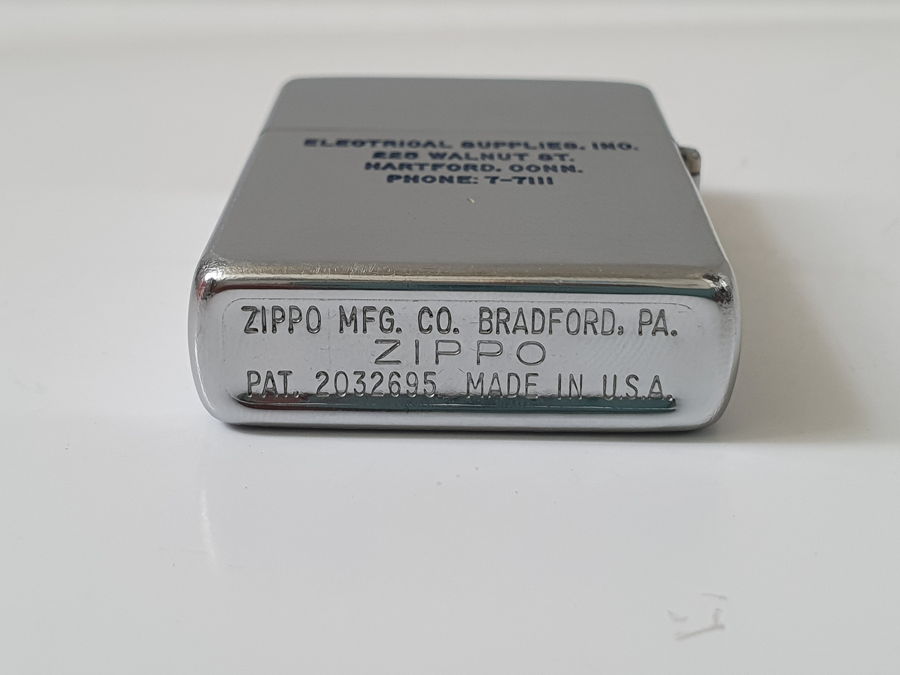 ELECTRICAL SUPPLIES, INC.
225 WALNUT ST.
HARTFORD, CONN.
PHONE: 7-7111
ZIPPO MFG. CO. BRADFORD, PA.
ZIPPO
PAT. 2032695 MADE IN U.S.A.